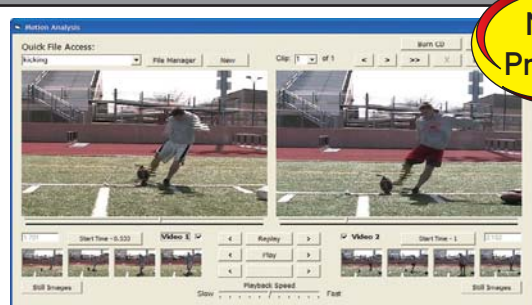 Motion Analysis
Quick File Access:
kicking
File Manager
New
Clip: 1 of 1
Burn CD
< > >> X
Start Time -0.533
Video 1
< Replay >
Video 2
Start Time - 1
< Play >
< >
Still Images
Playback Speed
Slow
Fast
Still Images